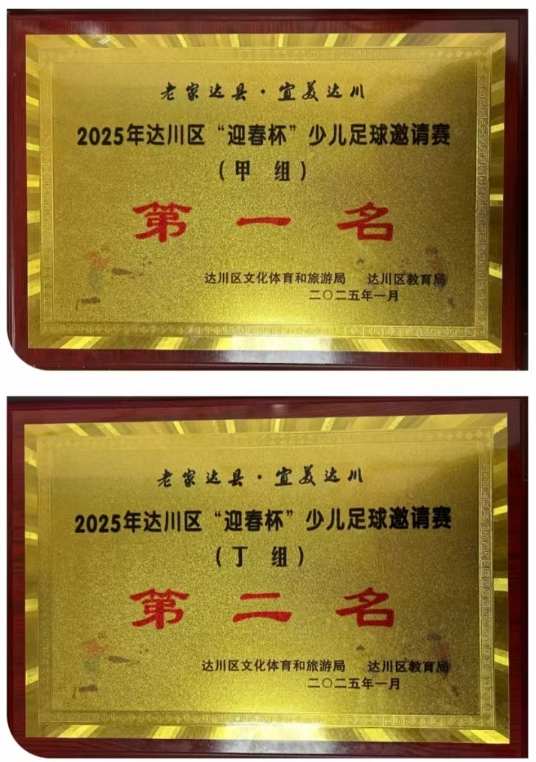 老家达县·宜美达川
2025年达川区“迎春杯”少儿足球邀请赛
（甲 组）
第 一 名
达川区文化体育和旅游局 达川区教育局
二〇二五年一月
老家达县·宜美达川
2025年达川区“迎春杯”少儿足球邀请赛
（丁 组）
第 二 名
达川区文化体育和旅游局 达川区教育局
二〇二五年一月